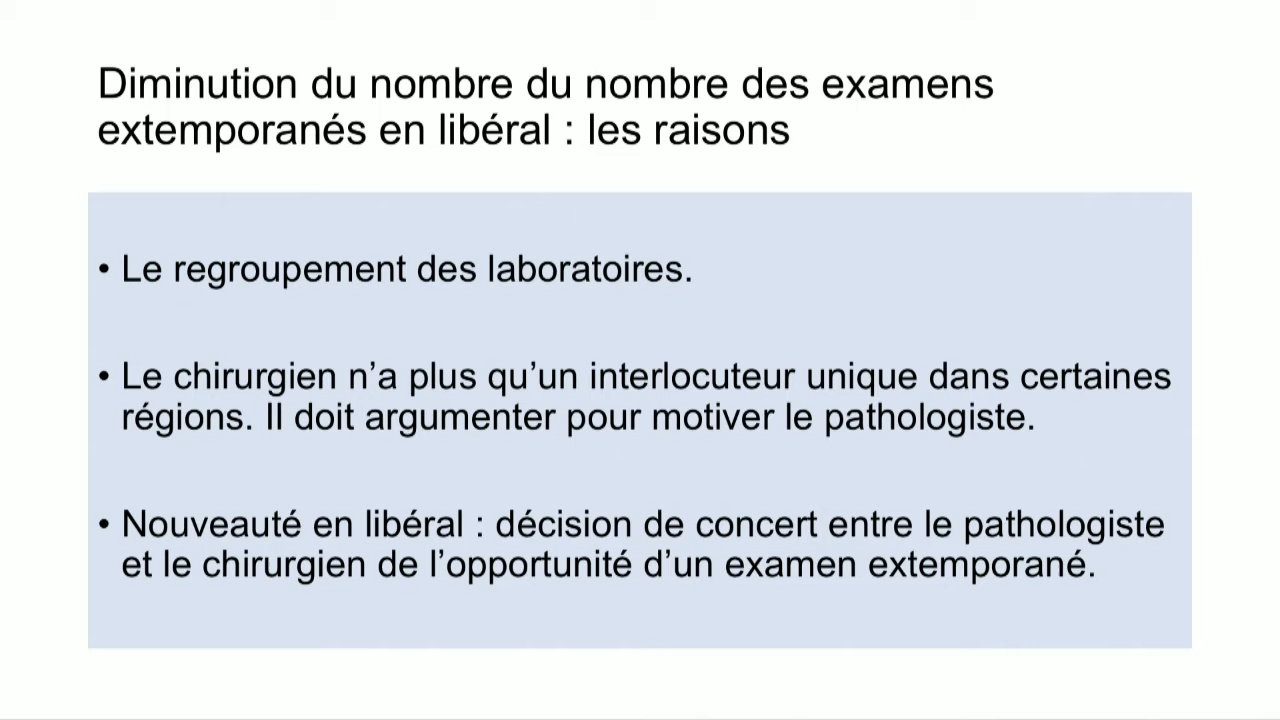 Diminution du nombre du nombre des examens
extemporanés en libéral : les raisons
• Le regroupement des laboratoires.
• Le chirurgien n’a plus qu’un interlocuteur unique dans certaines
régions. Il doit argumenter pour motiver le pathologiste.
• Nouveauté en libéral : décision de concert entre le pathologiste
et le chirurgien de l’opportunité d’un examen extemporané.